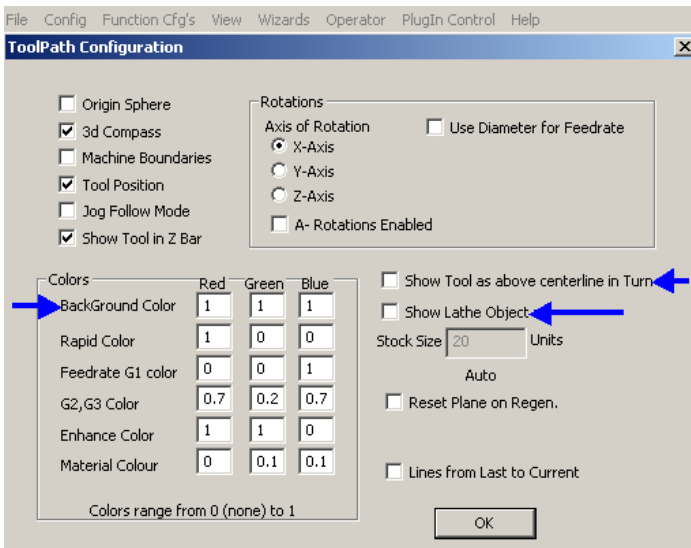 File Config Function Cfg's View Wizards Operator PlugIn Control Help
ToolPath Configuration
Origin Sphere
3d Compass
Machine Boundaries
Tool Position
Jog Follow Mode
Show Tool in Z Bar
Rotations
Axis of Rotation
X-Axis
Y-Axis
Z-Axis
A- Rotations Enabled
Use Diameter for Feedrate
Colors Red Green Blue
BackGround Color 1 1 1
Rapid Color 1 0 0
Feedrate G1 color 0 0 1
G2,G3 Color 0.7 0.2 0.7
Enhance Color 1 1 0
Material Colour 0 0.1 0.1
Colors range from 0 (none) to 1
Show Tool as above centerline in Turn
Show Lathe Object
Stock Size 20 Units
Auto
Reset Plane on Regen.
Lines from Last to Current
OK